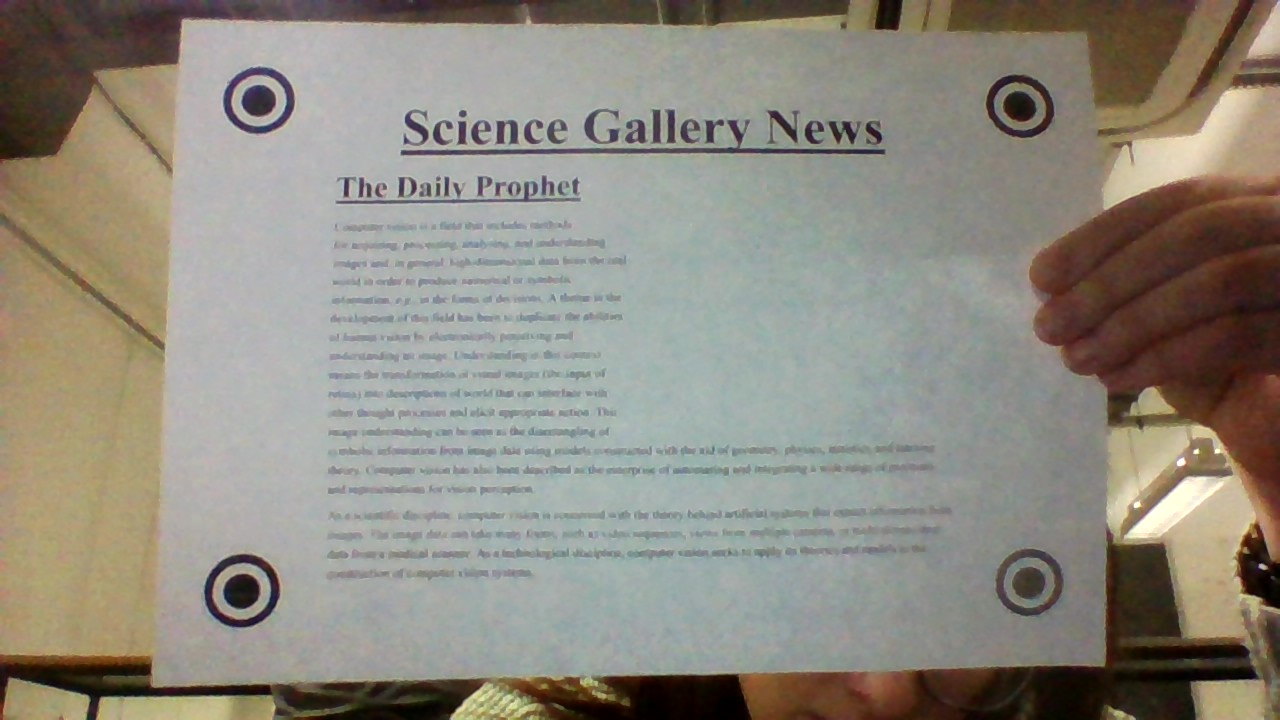 Science Gallery News
The Daily Prophet
Computer vision is a field that includes methods
for acquiring, processing, analysing, and understanding
images and, in general, high-dimensional data from the real
world in order to produce numerical or symbolic
information, e.g., in the forms of decisions. A theme in the
development of this field has been to duplicate the abilities
of human vision by electronically perceiving and
understanding an image. Understanding in this context
means the transformation of visual images (the input of
retina) into descriptions of world that can interface with
other thought processes and elicit appropriate action. This
image understanding can be seen as the disentangling of
symbolic information from image data using models constructed with the aid of geometry, physics, statistics, and learning
theory. Computer vision has also been described as the enterprise of automating and integrating a wide range of processes
and representations for vision perception.
As a scientific discipline, computer vision is concerned with the theory behind artificial systems that extract information from
images. The image data can take many forms, such as video sequences, views from multiple cameras, or
data from a medical scanner. As a technological discipline, computer vision seeks to apply its theories and models to the
construction of computer vision systems.